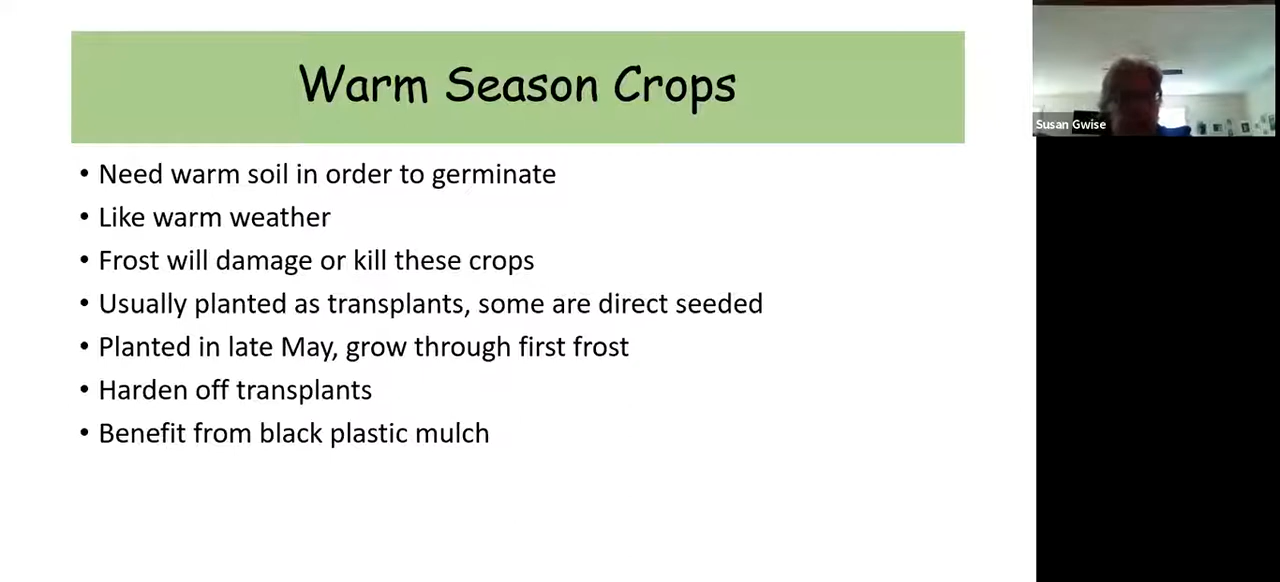 Warm Season Crops
• Need warm soil in order to germinate
• Like warm weather
• Frost will damage or kill these crops
• Usually planted as transplants, some are direct seeded
• Planted in late May, grow through first frost
• Harden off transplants
• Benefit from black plastic mulch
Susan Gwise